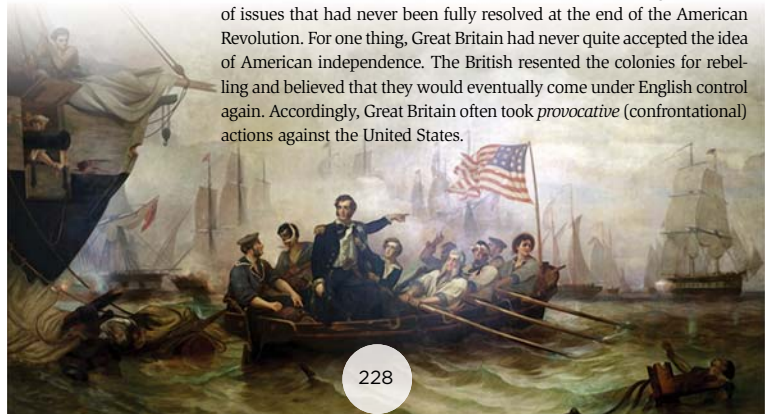 of issues that had never been fully resolved at the end of the American
Revolution. For one thing, Great Britain had never quite accepted the idea
of American independence. The British resented the colonies for rebel-
ling and believed that they would eventually come under English control
again. Accordingly, Great Britain often took provocative (confrontational)
actions against the United States.
228